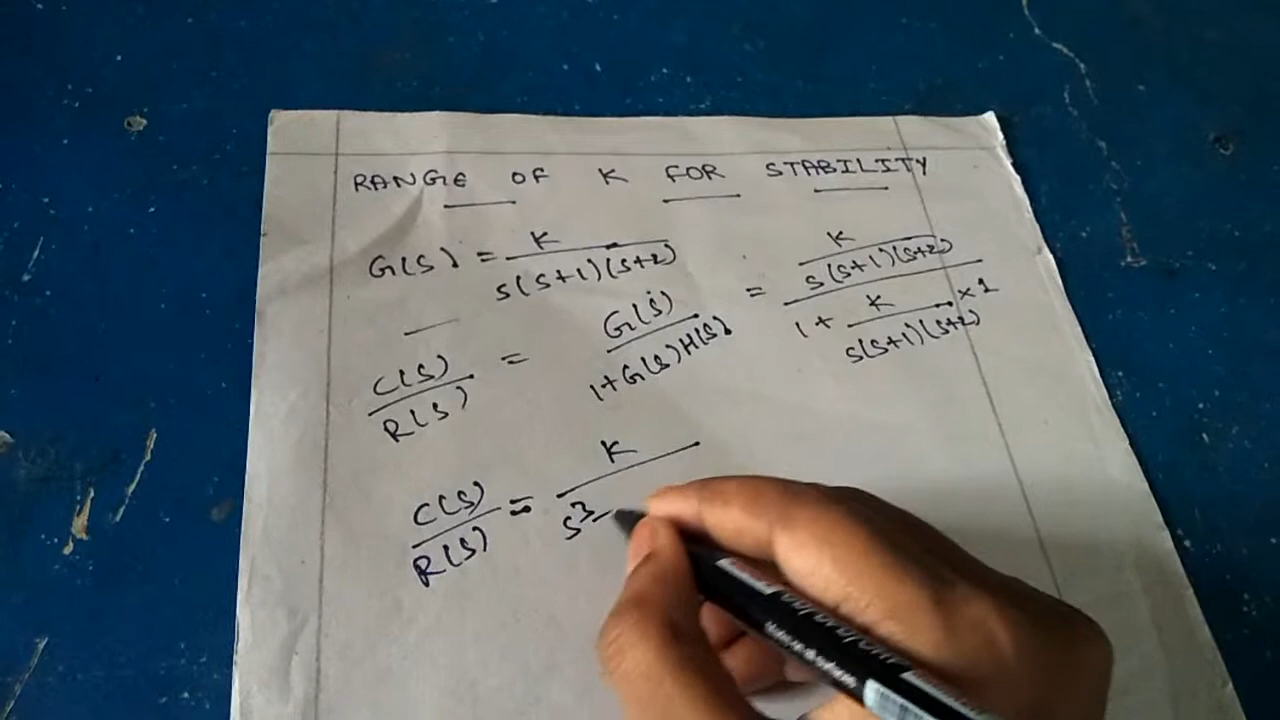 RANGE OF K FOR STABILITY
G(S) = K / S(S+1)(S+2)
C(S) / R(S) = G(S) / 1+G(S)H(S) = K / S(S+1)(S+2) / 1+ K / S(S+1)(S+2) ×1
C(S) / R(S) = K / S³